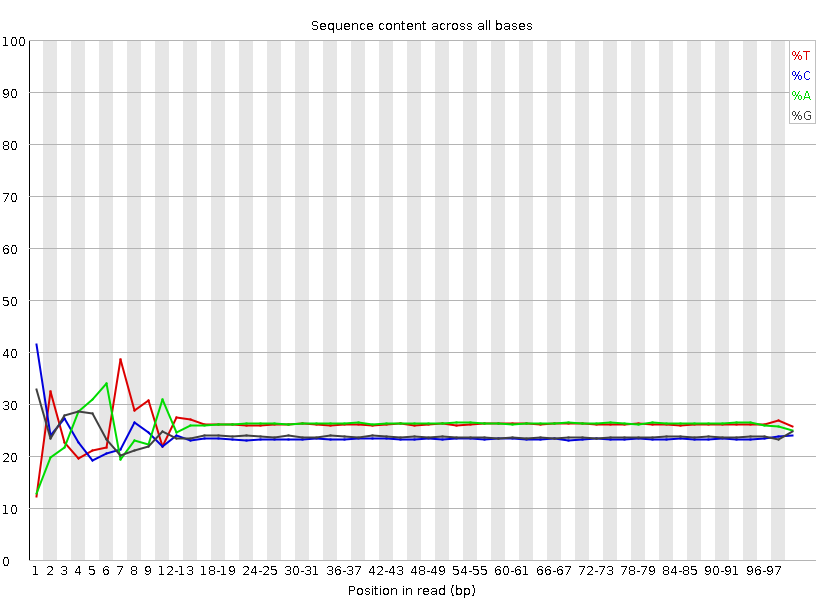 Sequence content across all bases
100
90
80
70
60
50
40
30
20
10
0
%T
%C
%A
%G
1 2 3 4 5 6 7 8 9 12-13 18-19 24-25 30-31 36-37 42-43 48-49 54-55 60-61 66-67 72-73 78-79 84-85 90-91 96-97
Position in read (bp)